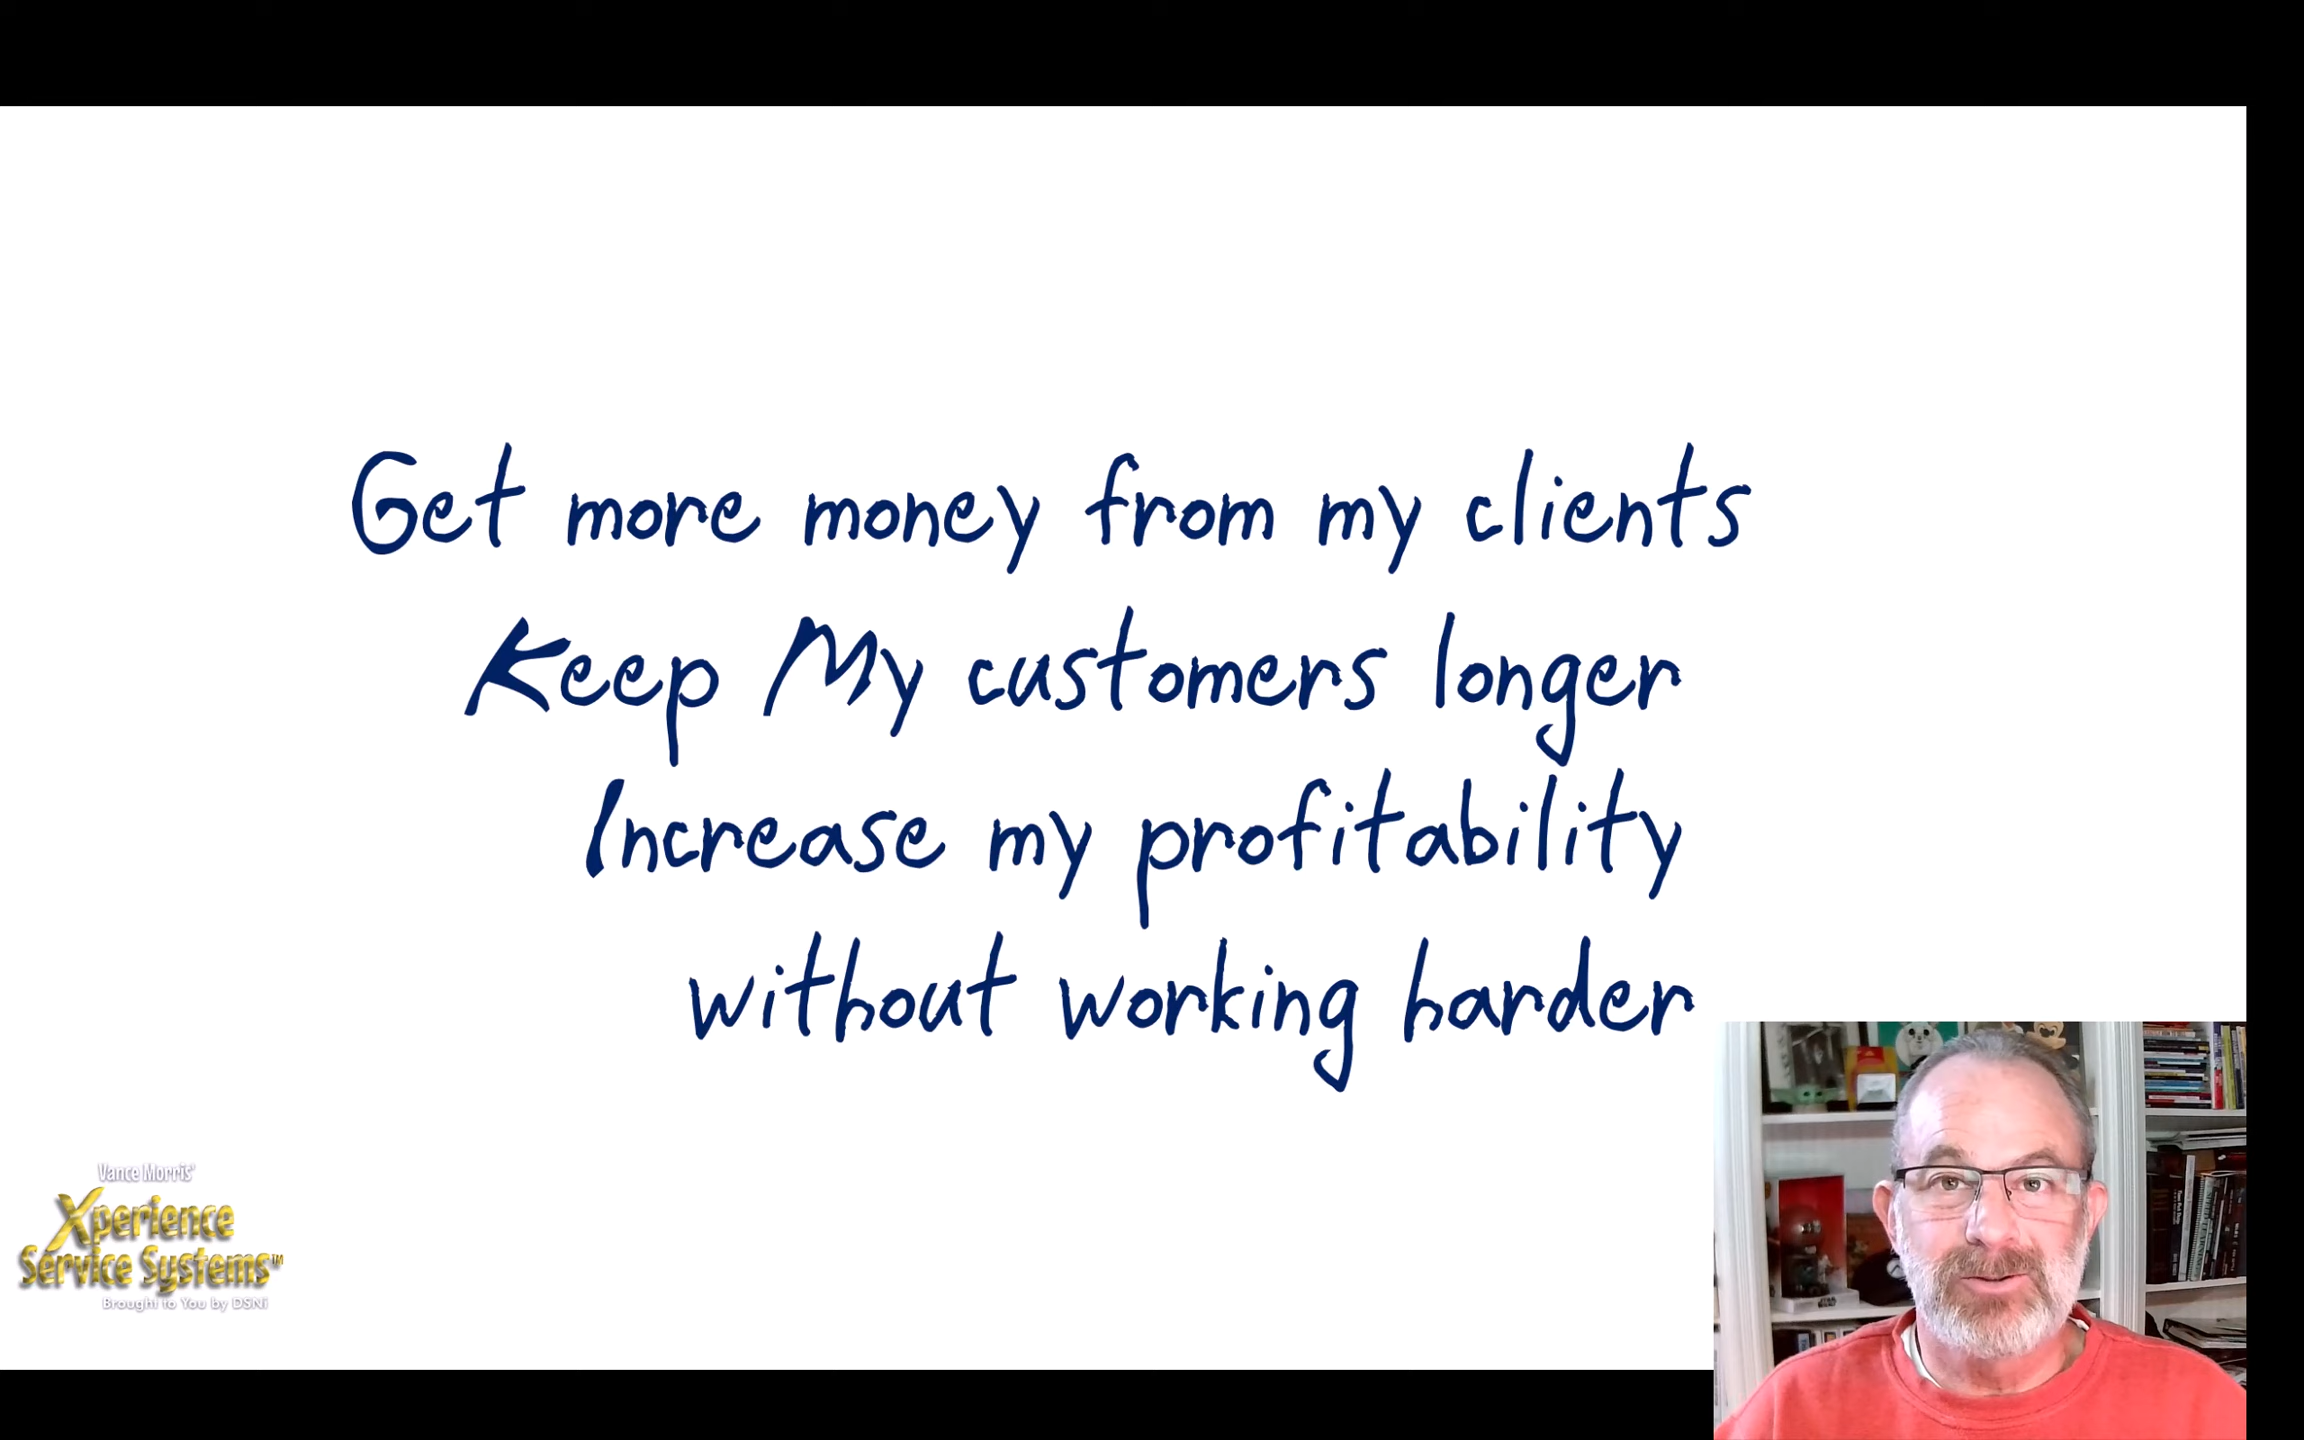 Get more money from my clients
Keep My customers longer
Increase my profitability
without working harder
Vance Morris'
Xperience
Service Systems™
Brought to You by DSNi